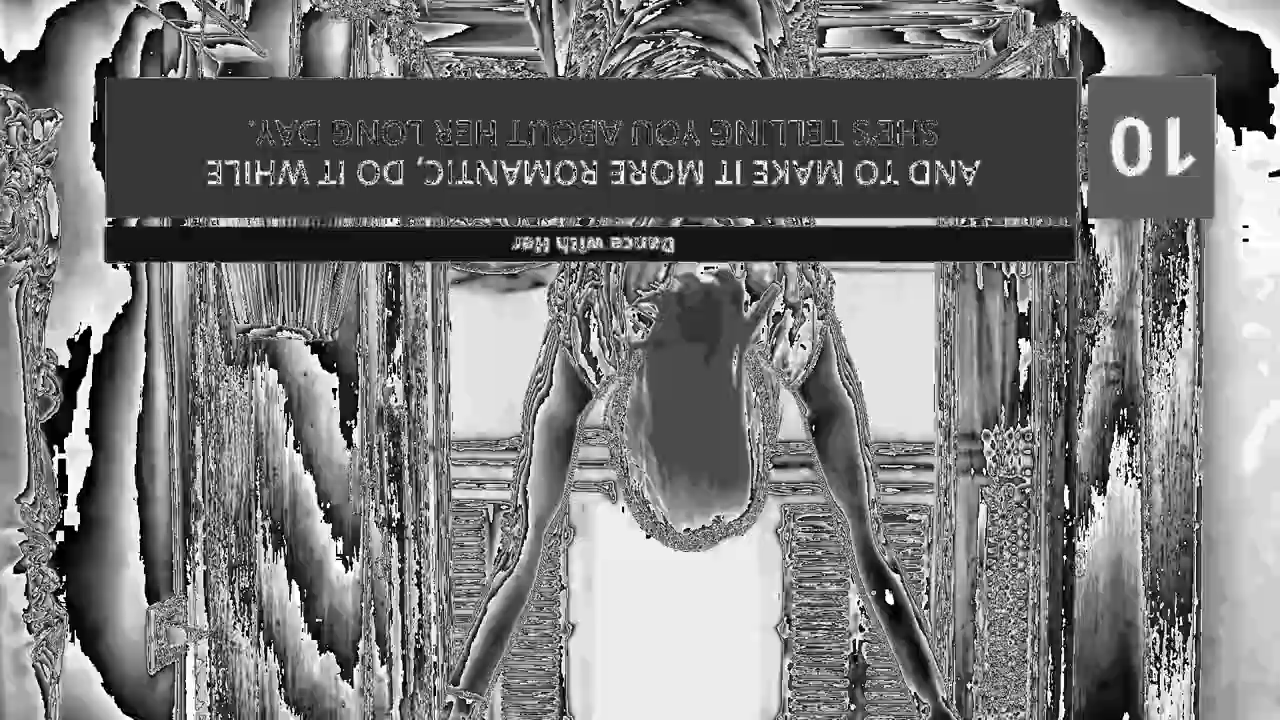 10
AND TO MAKE IT MORE ROMANTIC, DO IT WHILE
SHE'S TELLING YOU ABOUT HER LONG DAY.
Dance with Her